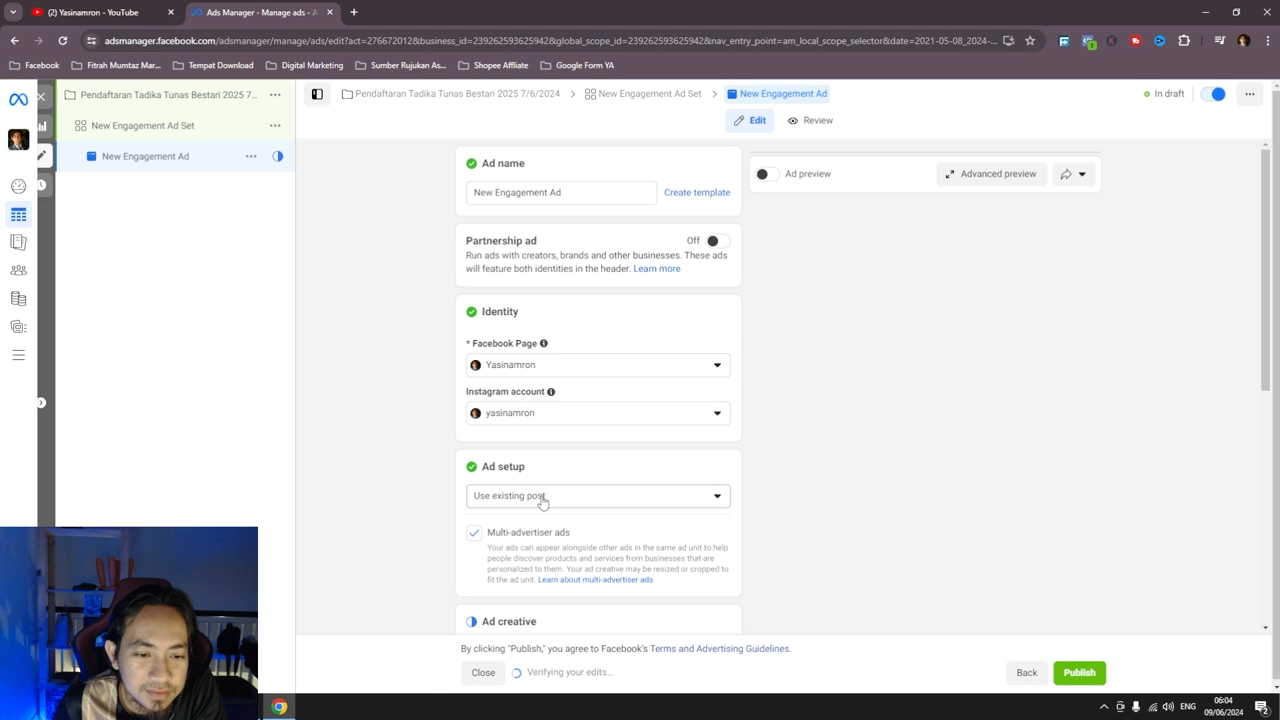 (2) Yasinamron - YouTube
Ads Manager - Manage ads - A
adsmanager.facebook.com/adsmanager/manage/ads/edit?act=276672012&business_id=239262593625942&global_scope_id=239262593625942&nav_entry_point=am_local_scope_selector&date=2021-05-08_2024-...
Facebook
Fitrah Mumtaz Mar...
Tempat Download
Digital Marketing
Sumber Rujukan As...
Shopee Affiliate
Google Form YA
Pendaftaran Tadika Tunas Bestari 2025 7...
New Engagement Ad Set
New Engagement Ad
Pendaftaran Tadika Tunas Bestari 2025 7/6/2024
New Engagement Ad Set
New Engagement Ad
In draft
Edit
Review
Ad name
New Engagement Ad
Create template
Ad preview
Advanced preview
Partnership ad
Off
Run ads with creators, brands and other businesses. These ads
will feature both identities in the header. Learn more
Identity
* Facebook Page
Yasinamron
Instagram account
yasinamron
Ad setup
Use existing post
Multi-advertiser ads
Your ads can appear alongside other ads in the same ad unit to help
people discover products and services from businesses that are
personalized to them. Your ad creative may be resized or cropped to
fit the ad unit. Learn about multi-advertiser ads
Ad creative
By clicking "Publish," you agree to Facebook's Terms and Advertising Guidelines.
Close
Verifying your edits...
Back
Publish
ENG
06:04
09/06/2024
2